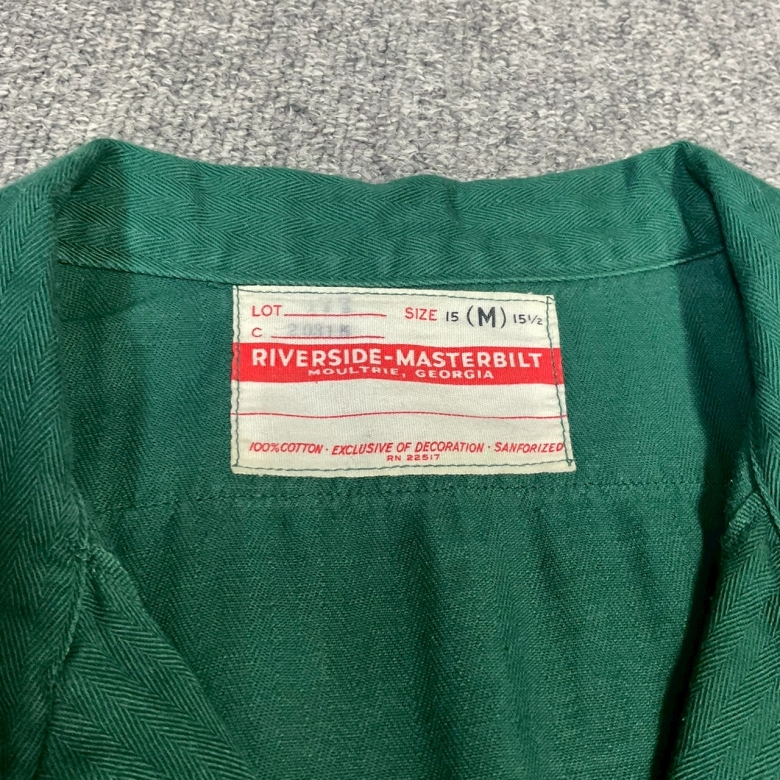 LOT
SIZE 15 (M) 15½
C
RIVERSIDE-MASTERBILT
MOULTRIE, GEORGIA
100% COTTON · EXCLUSIVE OF DECORATION · SANFORIZED
RN 22517